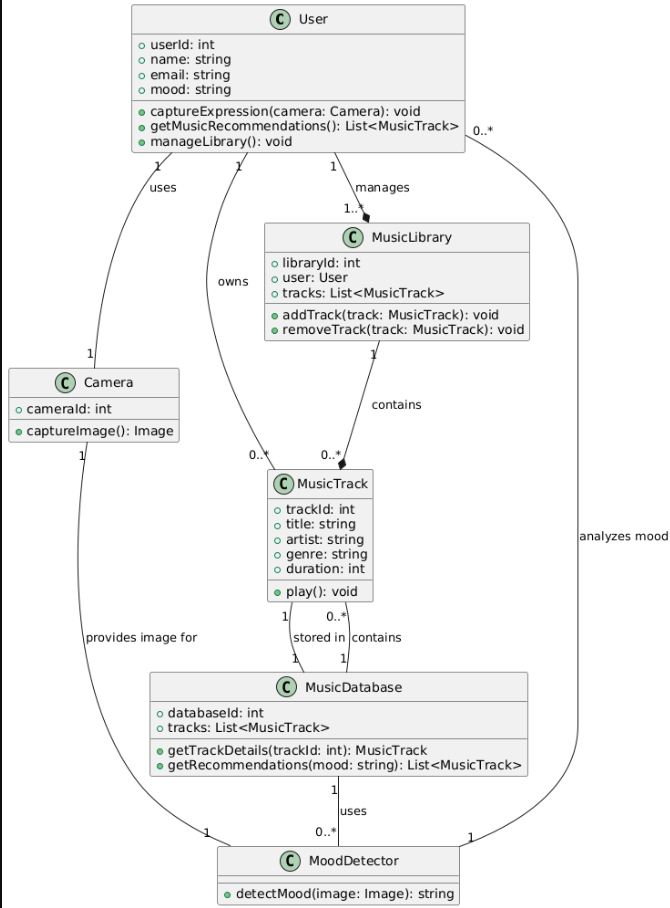 C User
userId: int
name: string
email: string
mood: string
captureExpression(camera: Camera): void
getMusicRecommendations(): List<MusicTrack>
manageLibrary(): void
0..*
1
1
1
uses
manages
1..*
C MusicLibrary
libraryId: int
user: User
tracks: List<MusicTrack>
addTrack(track: MusicTrack): void
removeTrack(track: MusicTrack): void
owns
1
1
C Camera
cameraId: int
captureImage(): Image
1
contains
0..*
0..*
C MusicTrack
trackId: int
title: string
artist: string
genre: string
duration: int
play(): void
analyzes mood
1
0..*
provides image for
stored in
contains
1
1
C MusicDatabase
databaseId: int
tracks: List<MusicTrack>
getTrackDetails(trackId: int): MusicTrack
getRecommendations(mood: string): List<MusicTrack>
1
uses
1
0..*
1
C MoodDetector
detectMood(image: Image): string